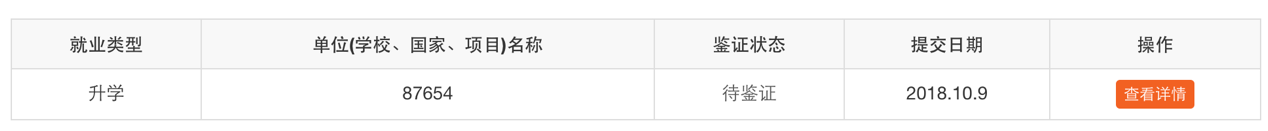 就业类型 单位(学校、国家、项目)名称 鉴证状态 提交日期 操作
升学 87654 待鉴证 2018.10.9 查看详情